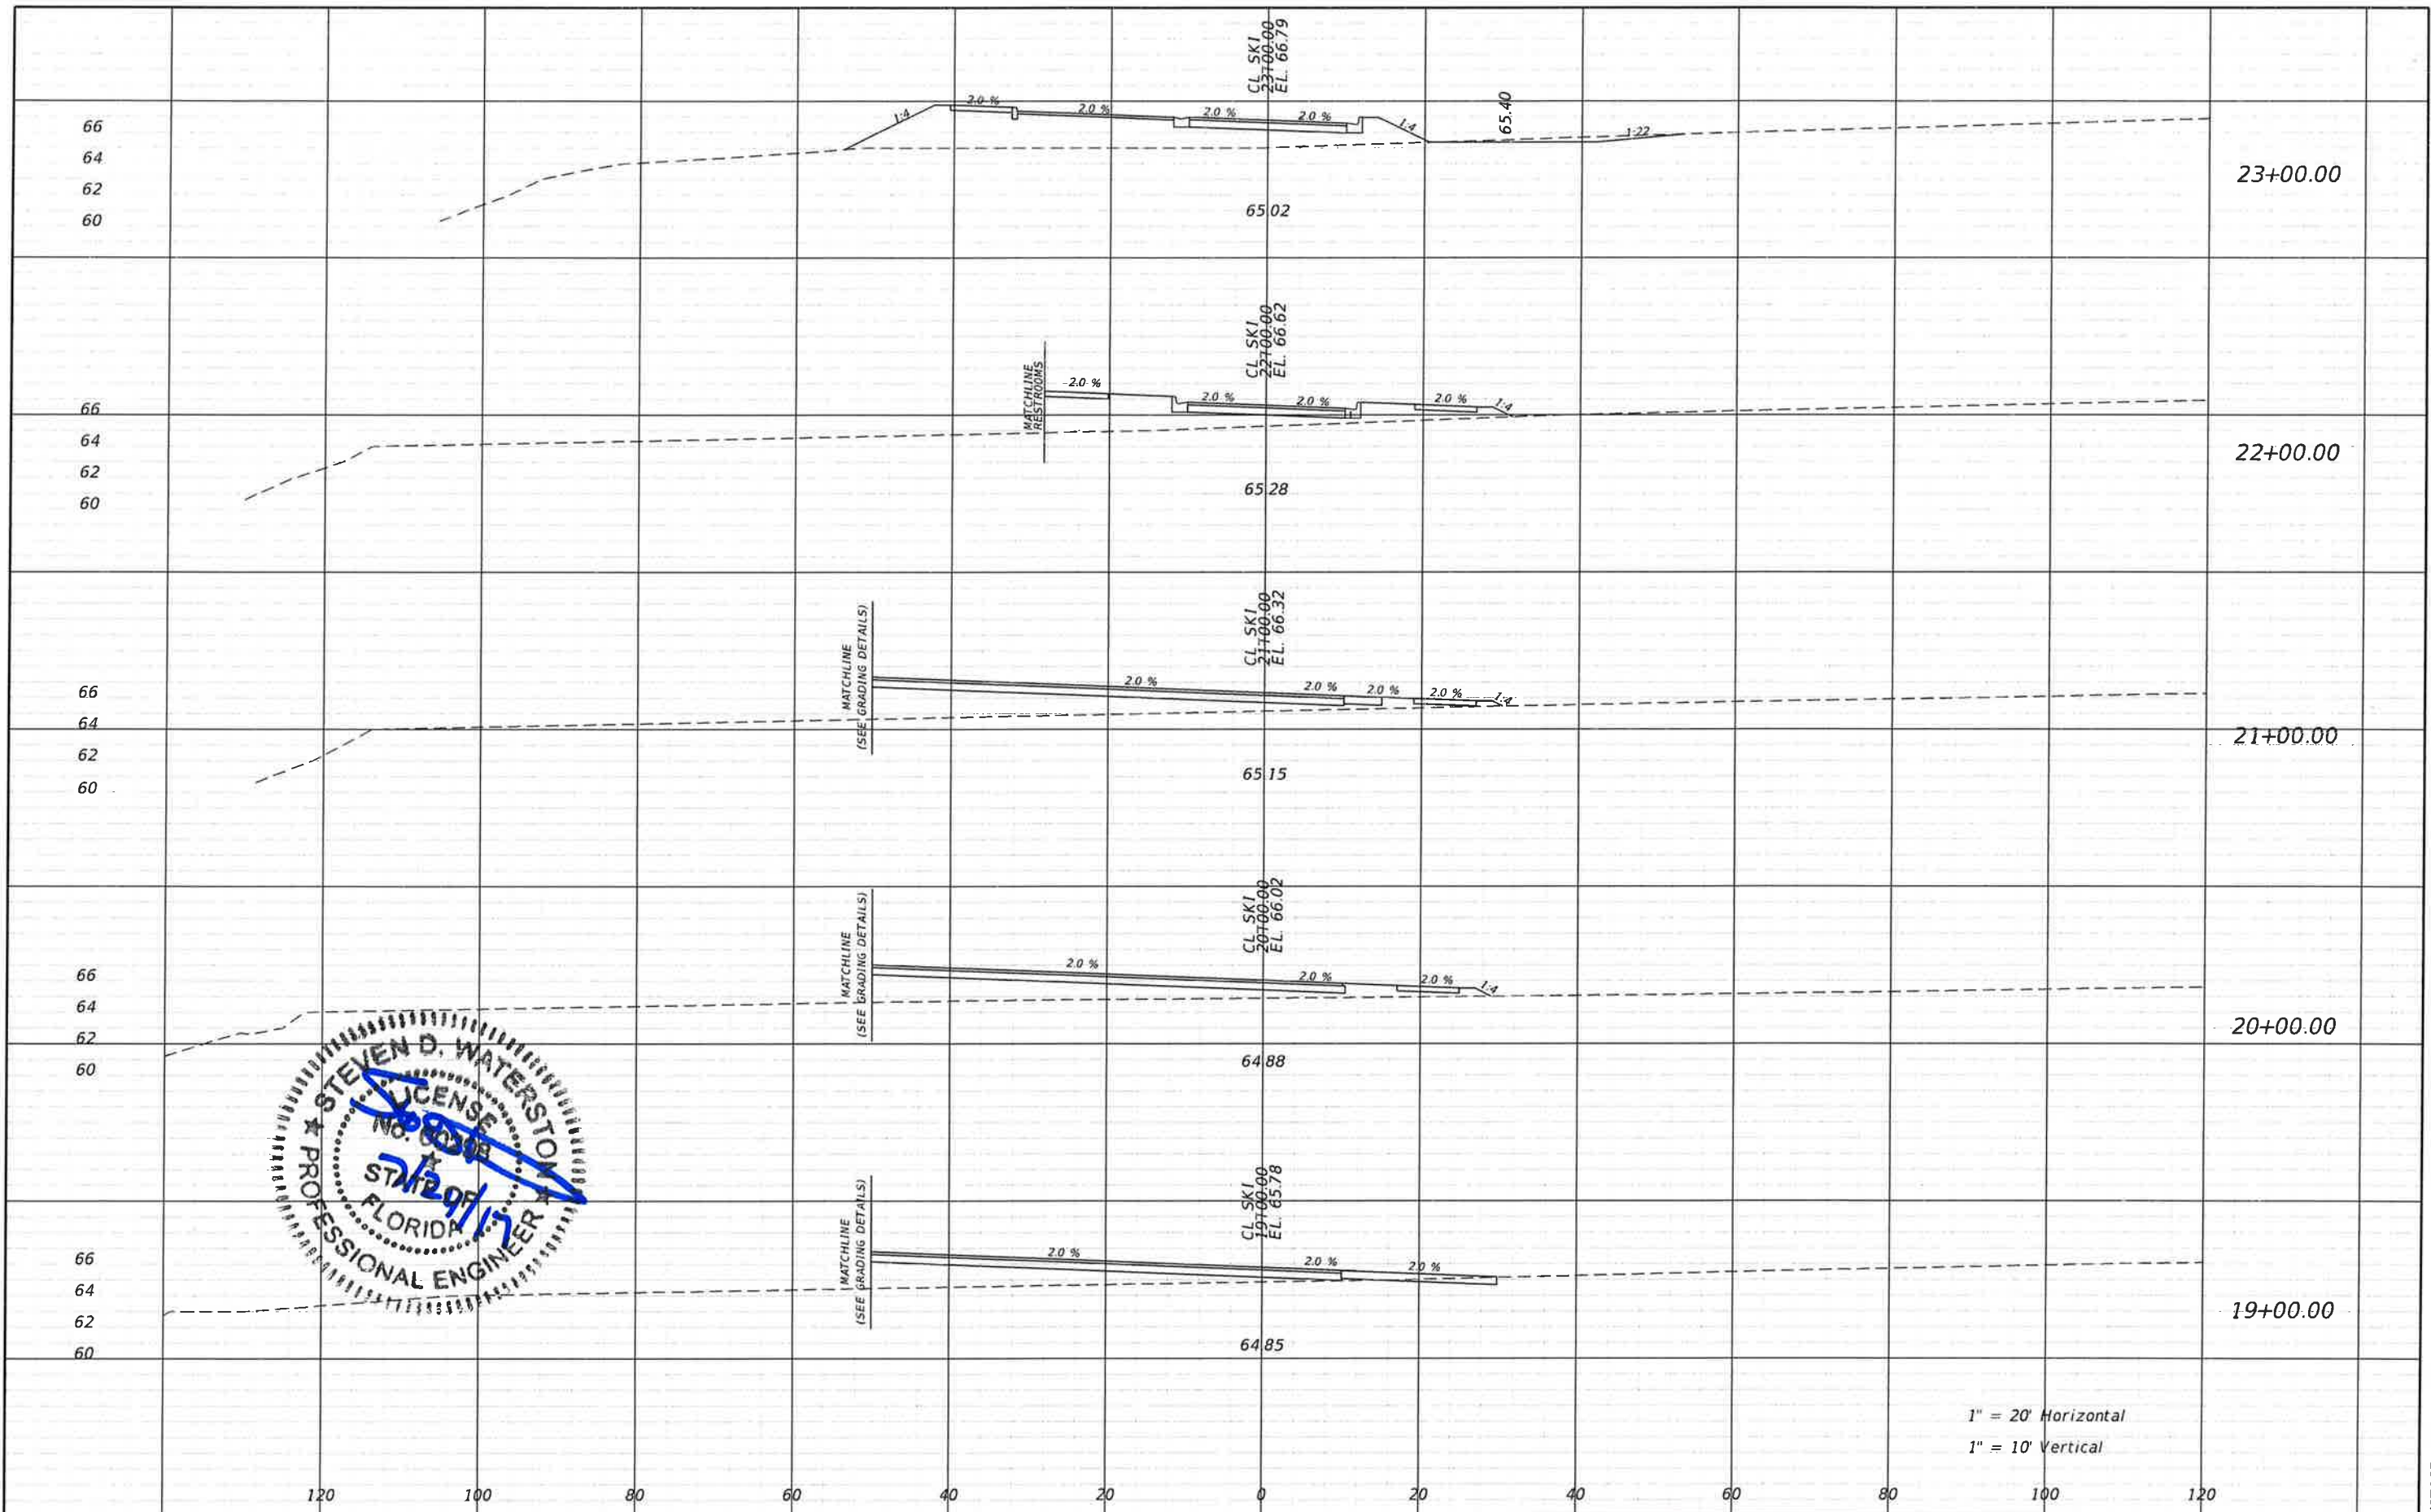 CL SKI
23+00.00
EL. 66.79
2.0 %
1:4
2.0 %
2.0 %
2.0 %
1:4
65.40
1:22
66
64
62
60
65.02
23+00.00
CL SKI
22+00.00
EL. 66.62
MATCHLINE
RESTROOMS
2.0 %
2.0 %
2.0 %
2.0 %
1:4
66
64
62
60
65.28
22+00.00
CL SKI
21+00.00
EL. 66.32
MATCHLINE
(SEE GRADING DETAILS)
2.0 %
2.0 %
2.0 %
2.0 %
1:4
66
64
62
60
65.15
21+00.00
CL SKI
20+00.00
EL. 66.02
MATCHLINE
(SEE GRADING DETAILS)
2.0 %
2.0 %
2.0 %
1:4
66
64
62
60
64.88
20+00.00
STEVEN D. WATERSTON
LICENSE
No.
STATE OF
FLORIDA
PROFESSIONAL ENGINEER
CL SKI
19+00.00
EL. 65.78
MATCHLINE
(SEE GRADING DETAILS)
2.0 %
2.0 %
2.0 %
66
64
62
60
64.85
19+00.00
1" = 20' Horizontal
1" = 10' Vertical
120 100 80 60 40 20 0 20 40 60 80 100 120